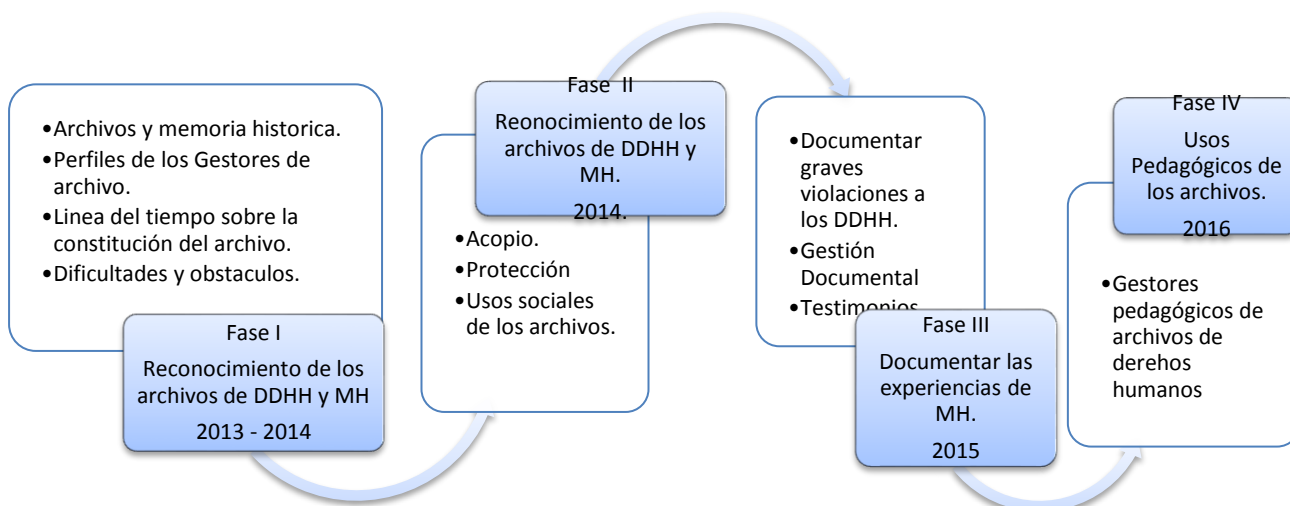 •Archivos y memoria historica.
•Perfiles de los Gestores de
archivo.
•Linea del tiempo sobre la
constitución del archivo.
•Dificultades y obstaculos.
Fase I
Reconocimiento de los
archivos de DDHH y MH
2013 - 2014
Fase II
Reonocimiento de los
archivos de DDHH y
MH.
2014.
•Acopio.
•Protección
•Usos sociales
de los archivos.
•Documentar
graves
violaciones a
los DDHH.
•Gestión
Documental
•Testimonios
Fase III
Documentar las
experiencias de
MH.
2015
Fase IV
Usos
Pedagógicos de
los archivos.
2016
•Gestores
pedagógicos de
archivos de
derehos
humanos